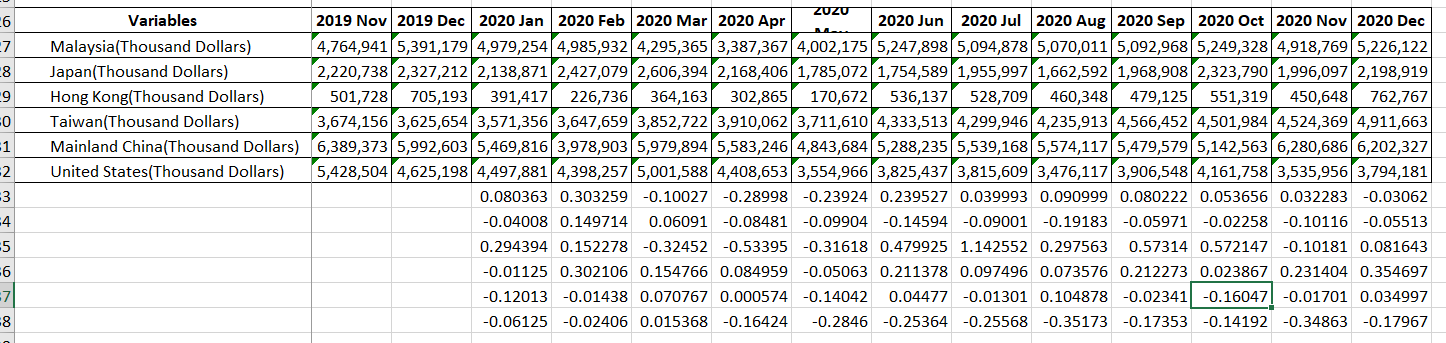 26 Variables 2019 Nov 2019 Dec 2020 Jan 2020 Feb 2020 Mar 2020 Apr 2020 May 2020 Jun 2020 Jul 2020 Aug 2020 Sep 2020 Oct 2020 Nov 2020 Dec
27 Malaysia(Thousand Dollars) 4,764,941 5,391,179 4,979,254 4,985,932 4,295,365 3,387,367 4,002,175 5,247,898 5,094,878 5,070,011 5,092,968 5,249,328 4,918,769 5,226,122
28 Japan(Thousand Dollars) 2,220,738 2,327,212 2,138,871 2,427,079 2,606,394 2,168,406 1,785,072 1,754,589 1,955,997 1,662,592 1,968,908 2,323,790 1,996,097 2,198,919
29 Hong Kong(Thousand Dollars) 501,728 705,193 391,417 226,736 364,163 302,865 170,672 536,137 528,709 460,348 479,125 551,319 450,648 762,767
30 Taiwan(Thousand Dollars) 3,674,156 3,625,654 3,571,356 3,647,659 3,852,722 3,910,062 3,711,610 4,333,513 4,299,946 4,235,913 4,566,452 4,501,984 4,524,369 4,911,663
31 Mainland China(Thousand Dollars) 6,389,373 5,992,603 5,469,816 3,978,903 5,979,894 5,583,246 4,843,684 5,288,235 5,539,168 5,574,117 5,479,579 5,142,563 6,280,686 6,202,327
32 United States(Thousand Dollars) 5,428,504 4,625,198 4,497,881 4,398,257 5,001,588 4,408,653 3,554,966 3,825,437 3,815,609 3,476,117 3,906,548 4,161,758 3,535,956 3,794,181
33 0.080363 0.303259 -0.10027 -0.28998 -0.23924 0.239527 0.039993 0.090999 0.080222 0.053656 0.032283 -0.03062
34 -0.04008 0.149714 0.06091 -0.08481 -0.09904 -0.14594 -0.09001 -0.19183 -0.05971 -0.02258 -0.10116 -0.05513
35 0.294394 0.152278 -0.32452 -0.53395 -0.31618 0.479925 1.142552 0.297563 0.57314 0.572147 -0.10181 0.081643
36 -0.01125 0.302106 0.154766 0.084959 -0.05063 0.211378 0.097496 0.073576 0.212273 0.023867 0.231404 0.354697
37 -0.12013 -0.01438 0.070767 0.000574 -0.14042 0.04477 -0.01301 0.104878 -0.02341 -0.16047 -0.01701 0.034997
38 -0.06125 -0.02406 0.015368 -0.16424 -0.2846 -0.25364 -0.25568 -0.35173 -0.17353 -0.14192 -0.34863 -0.17967